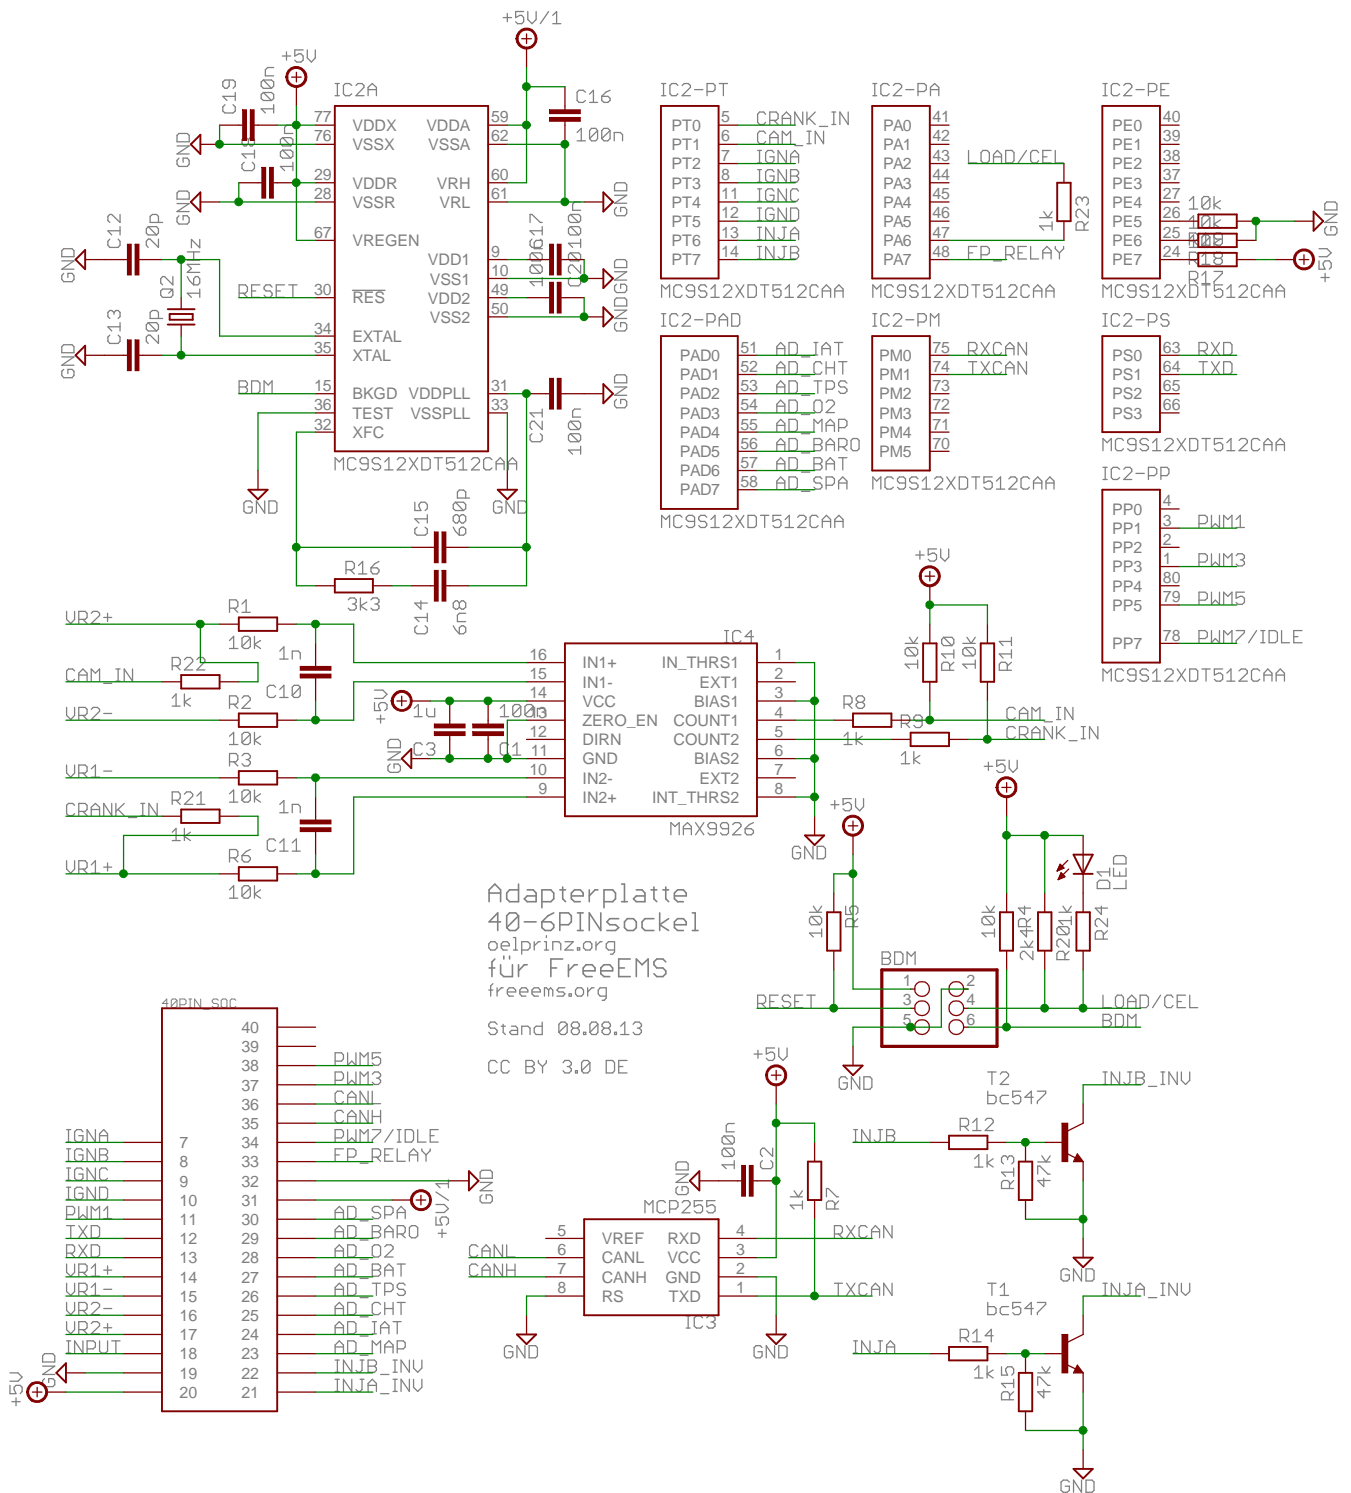 +5V/1
+5V
C19
100n
GND
C18
100n
GND
IC2A
77 VDDX VDDA 59
76 VSSX VSSA 62
29 VDDR VRH 60
28 VSSR VRL 61
67 VREGEN
VDD1 9
VSS1 10
30 RES VDD2 49
VSS2 50
34 EXTAL
35 XTAL
15 BKGD VDDPLL 31
36 TEST VSSPLL 33
32 XFC
MC9S12XDT512CAA
C16
100n
GND
C17
100n
C20
100n
GND
GND
C12
20p
GND
Q2
16MHz
RESET
C13
20p
GND
BDM
C21
100n
GND
GND
GND
C15
680p
R16
3k3
C14
6n8
IC2-PT
PT0 5 CRANK_IN
PT1 6 CAM_IN
PT2 7 IGNA
PT3 8 IGNB
PT4 11 IGNC
PT5 12 IGND
PT6 13 INJA
PT7 14 INJB
MC9S12XDT512CAA
IC2-PA
PA0 41
PA1 42
PA2 43 LOAD/CEL
PA3 44
PA4 45
PA5 46
PA6 47
PA7 48 FP_RELAY
MC9S12XDT512CAA
R23
1k
IC2-PE
PE0 40
PE1 39
PE2 38
PE3 37
PE4 27
PE5 26
PE6 25
PE7 24
MC9S12XDT512CAA
10k
10k
R18
R17
GND
+5V
IC2-PAD
PAD0 51 AD_IAT
PAD1 52 AD_CHT
PAD2 53 AD_TPS
PAD3 54 AD_O2
PAD4 55 AD_MAP
PAD5 56 AD_BARO
PAD6 57 AD_BAT
PAD7 58 AD_SPA
MC9S12XDT512CAA
IC2-PM
PM0 75 RXCAN
PM1 74 TXCAN
PM2 73
PM3 72
PM4 71
PM5 70
MC9S12XDT512CAA
IC2-PS
PS0 63 RXD
PS1 64 TXD
PS2 65
PS3 66
MC9S12XDT512CAA
IC2-PP
PP0 4
PP1 3 PWM1
PP2 2
PP3 1 PWM3
PP4 80
PP5 79 PWM5
PP7 78 PWM7/IDLE
MC9S12XDT512CAA
VR2+
R1
10k
R22
1k
CAM_IN
1n
C10
VR2-
R2
10k
VR1-
R3
10k
CRANK_IN
R21
1k
1n
C11
VR1+
R6
10k
+5V
1u
100n
GND
C3
C1
IC4
16 IN1+ IN_THRS1 1
15 IN1- EXT1 2
14 VCC BIAS1 3
13 ZERO_EN COUNT1 4
12 DIRN COUNT2 5
11 GND BIAS2 6
10 IN2- EXT2 7
9 IN2+ INT_THRS2 8
MAX9926
GND
+5V
10k
R10
10k
R11
R8
1k
R9
1k
CAM_IN
CRANK_IN
+5V
+5V
10k
R5
10k
R4
2k4
R20
1k
R24
D1
LED
BDM
1 2
3 4
5 6
RESET
LOAD/CEL
BDM
GND
Adapterplatte
40-6PINsockel
oelprinz.org
für FreeEMS
freeems.org
Stand 08.08.13
CC BY 3.0 DE
40PIN_SOC
40
39
38 PWM5
37 PWM3
36 CANL
35 CANH
IGNA 7 34 PWM7/IDLE
IGNB 8 33 FP_RELAY
IGNC 9 32 GND
IGND 10 31 +5V/1
PWM1 11 30 AD_SPA
TXD 12 29 AD_BARO
RXD 13 28 AD_O2
VR1+ 14 27 AD_BAT
VR1- 15 26 AD_TPS
VR2- 16 25 AD_CHT
VR2+ 17 24 AD_IAT
INPUT 18 23 AD_MAP
GND 19 22 INJB_INV
+5V 20 21 INJA_INV
+5V
100n
C2
GND
1k
R7
MCP255
5 VREF RXD 4 RXCAN
CANL 6 CANL VCC 3
CANH 7 CANH GND 2
8 RS TXD 1 TXCAN
IC3
GND
GND
T2
bc547
INJB_INV
INJB
R12
1k
R13
47k
GND
T1
bc547
INJA_INV
INJA
R14
1k
R15
47k
GND